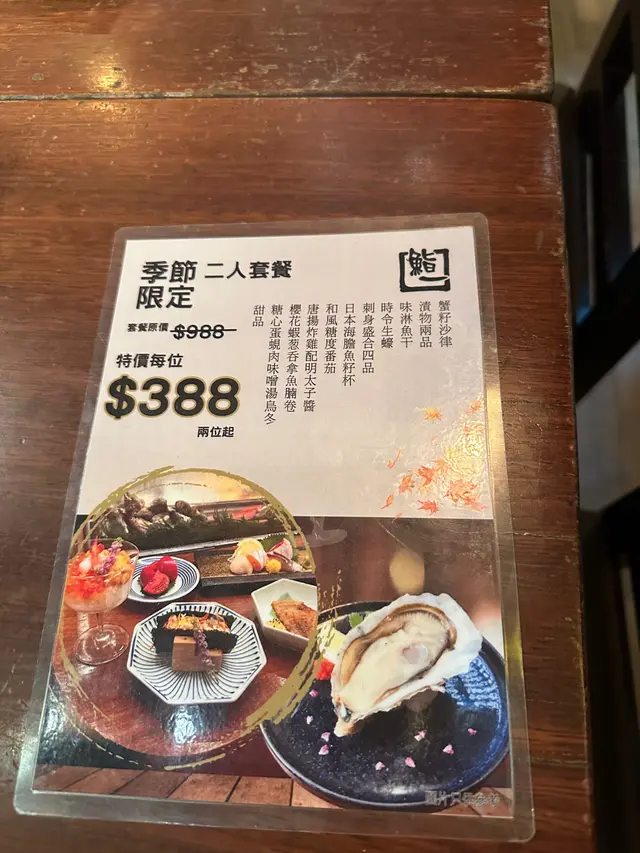 季節 二人套餐
限定
套餐原價 $988
特價每位
$388
兩位起
鮨一
蟹籽沙律
漬物兩品
味淋魚干
時令生蠔
刺身盛合四品
日本海膽魚籽杯
和風糖度番茄
唐揚炸雞配明太子醬
櫻花蝦葱吞拿魚腩卷
糖心蛋蜆肉味噌湯烏冬
甜品